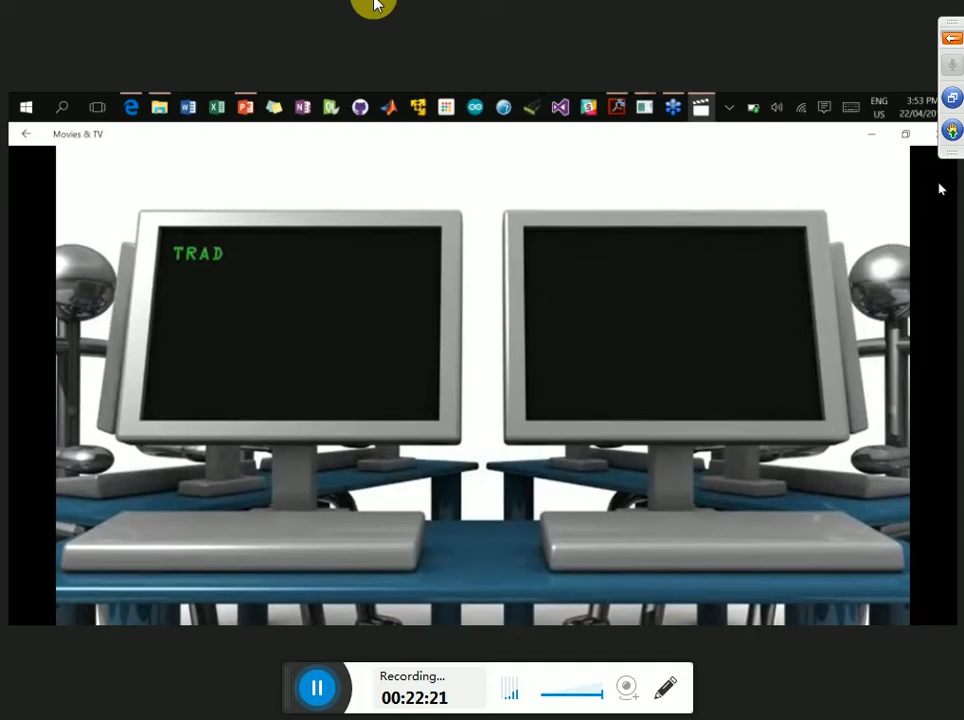 ENG
3:53 PM
US
22/04/20
Movies & TV
TRAD
Recording...
00:22:21